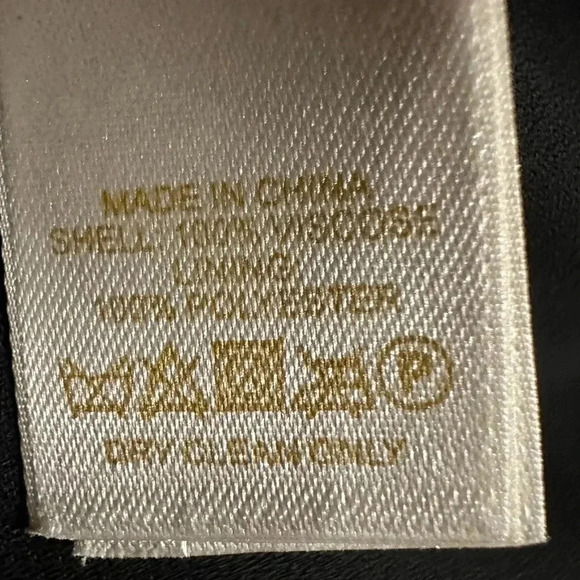 MADE IN CHINA
SHELL: 100% VISCOSE
LINING:
100% POLYESTER
P
DRY CLEAN ONLY